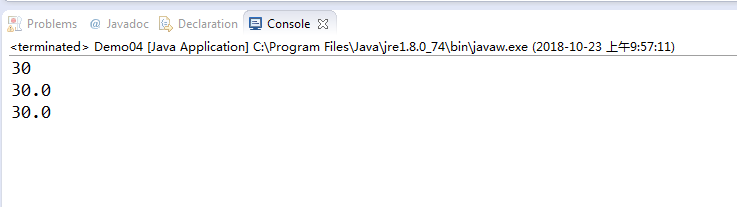 Problems @ Javadoc Declaration Console
<terminated> Demo04 [Java Application] C:\Program Files\Java\jre1.8.0_74\bin\javaw.exe (2018-10-23 上午9:57:11)
30
30.0
30.0